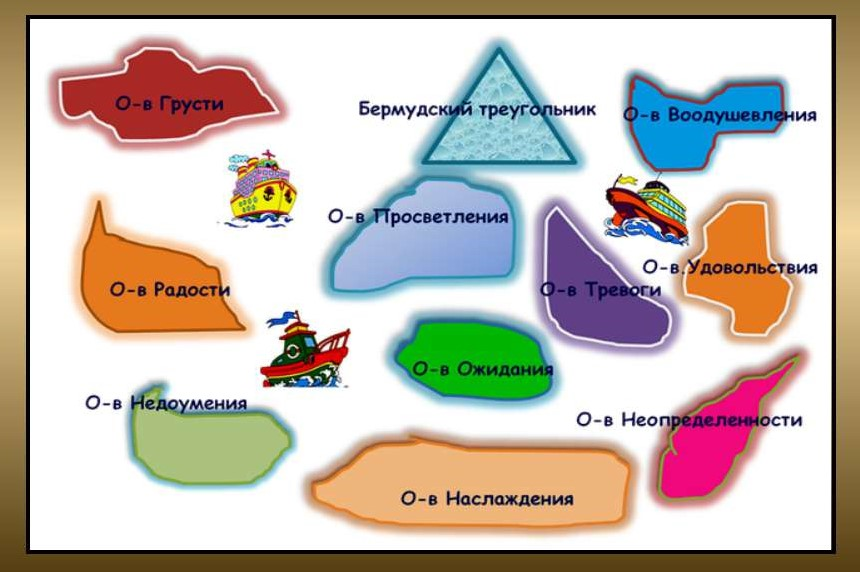 О-в Грусти
Бермудский треугольник
О-в Воодушевления
О-в Просветления
О-в Удовольствия
О-в Радости
О-в Тревоги
О-в Ожидания
О-в Недоумения
О-в Неопределенности
О-в Наслаждения